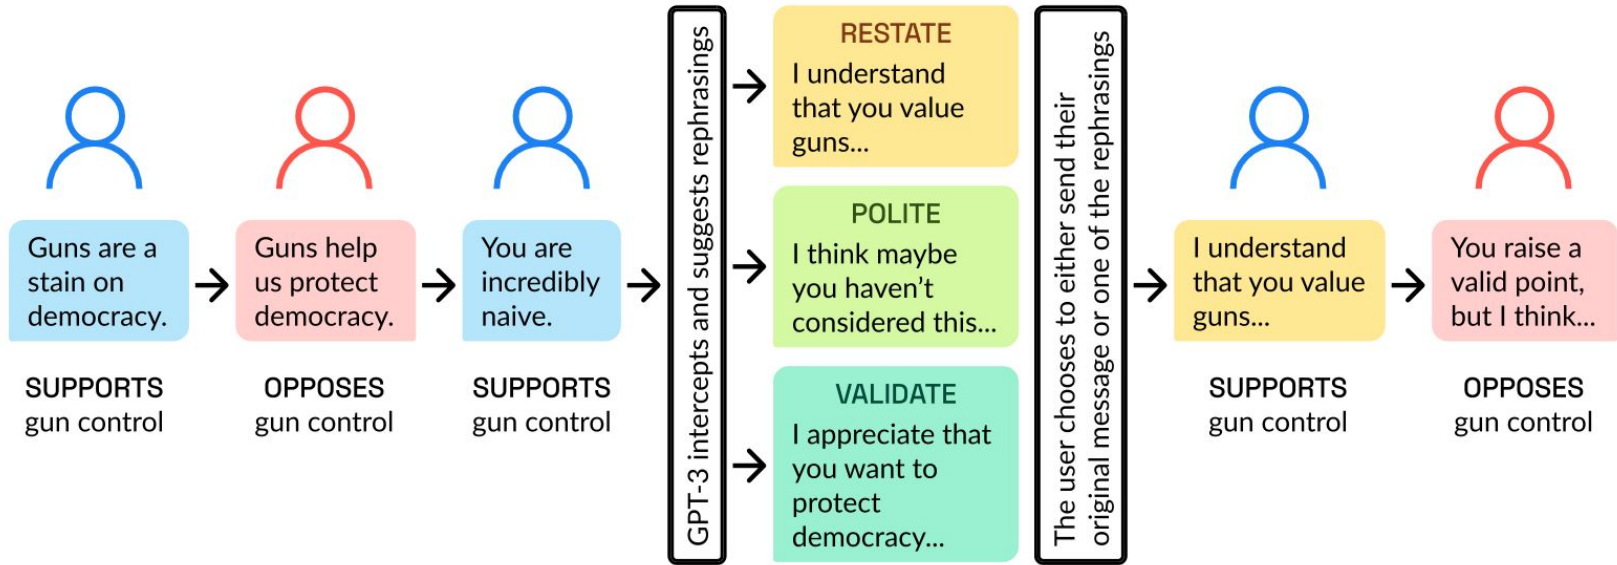 Guns are a
stain on
democracy.
SUPPORTS
gun control
Guns help
us protect
democracy.
OPPOSES
gun control
You are
incredibly
naive.
SUPPORTS
gun control
GPT-3 intercepts and suggests rephrasings
RESTATE
I understand
that you value
guns...
POLITE
I think maybe
you haven’t
considered this...
VALIDATE
I appreciate that
you want to
protect
democracy...
The user chooses to either send their
original message or one of the rephrasings
I understand
that you value
guns...
SUPPORTS
gun control
You raise a
valid point,
but I think...
OPPOSES
gun control